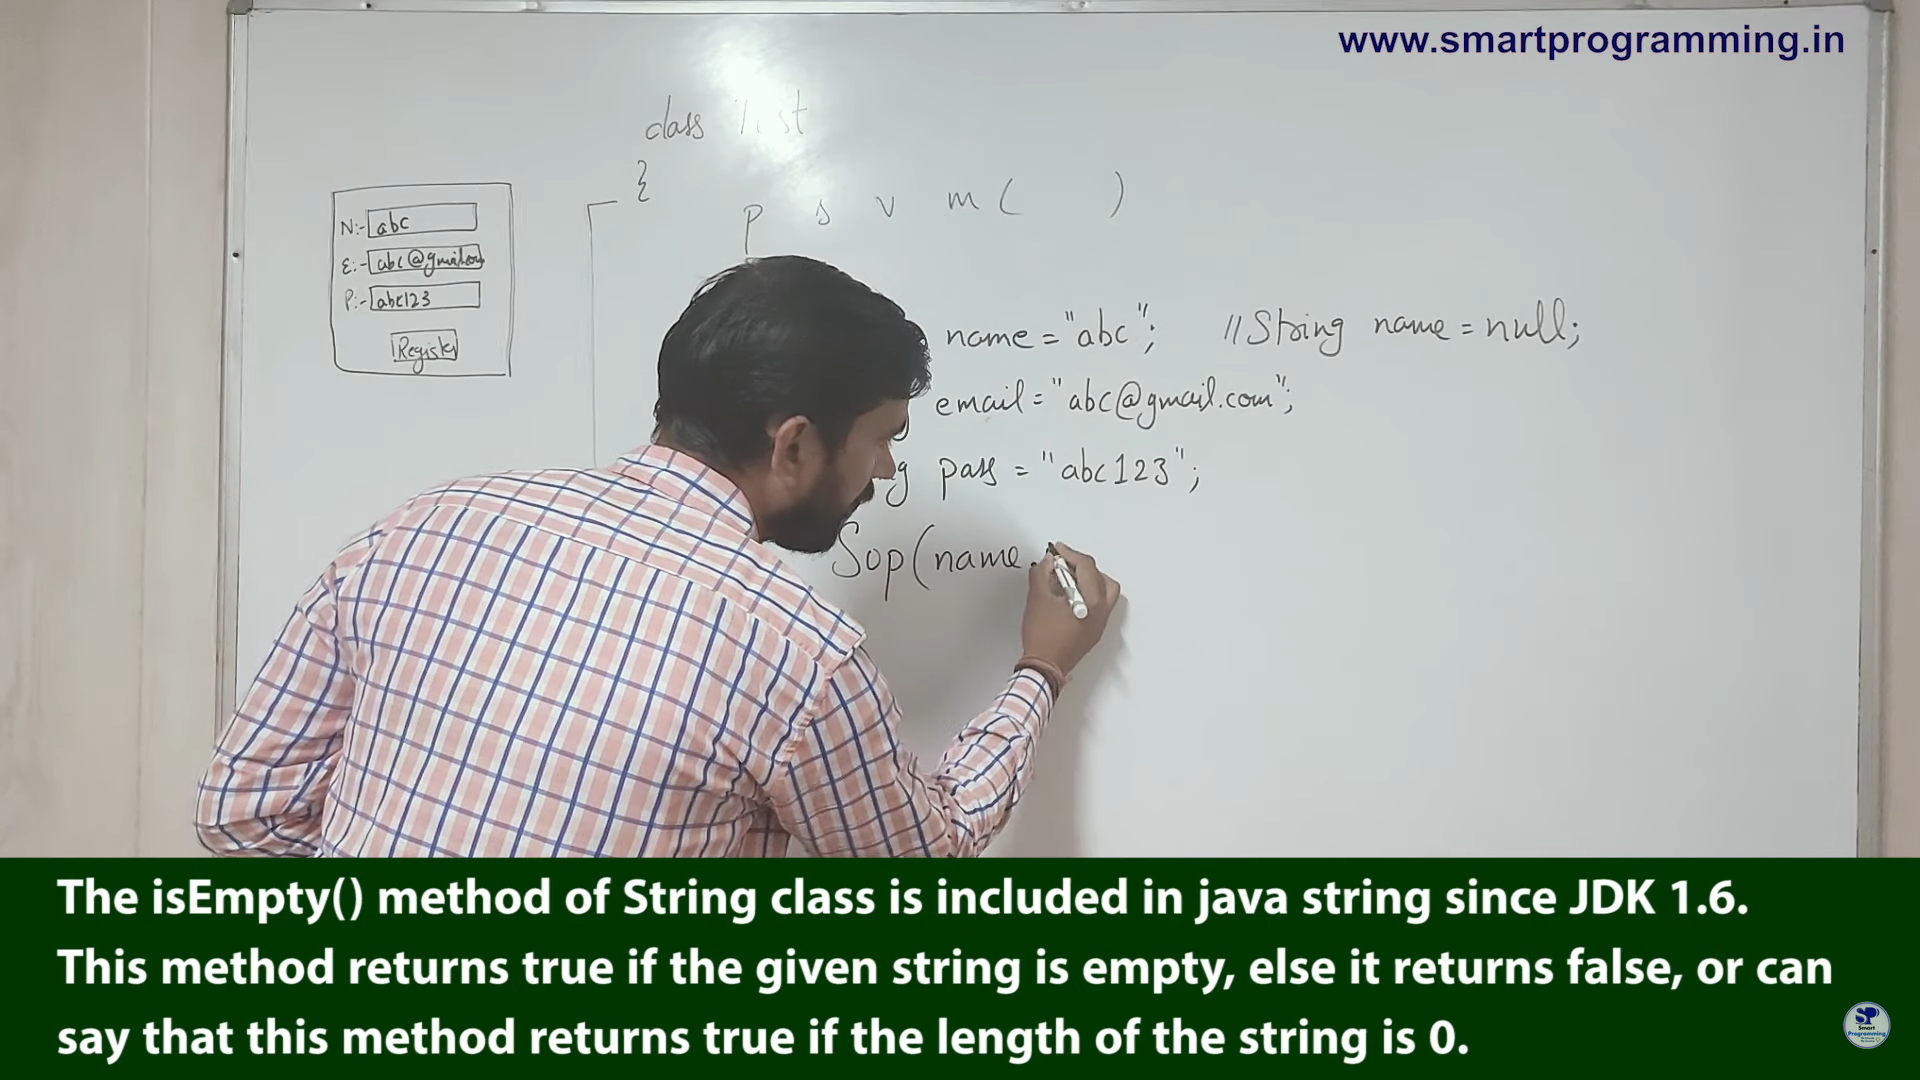 www.smartprogramming.in
class Test
{
p s v m ( )
N:- abc
E:- abc@gmail.com
P:- abc123
Register
name = "abc"; //String name = null;
email = "abc@gmail.com";
g pass = "abc123";
Sop(name.
The isEmpty() method of String class is included in java string since JDK 1.6.
This method returns true if the given string is empty, else it returns false, or can
say that this method returns true if the length of the string is 0.
SP
Smart
Programming